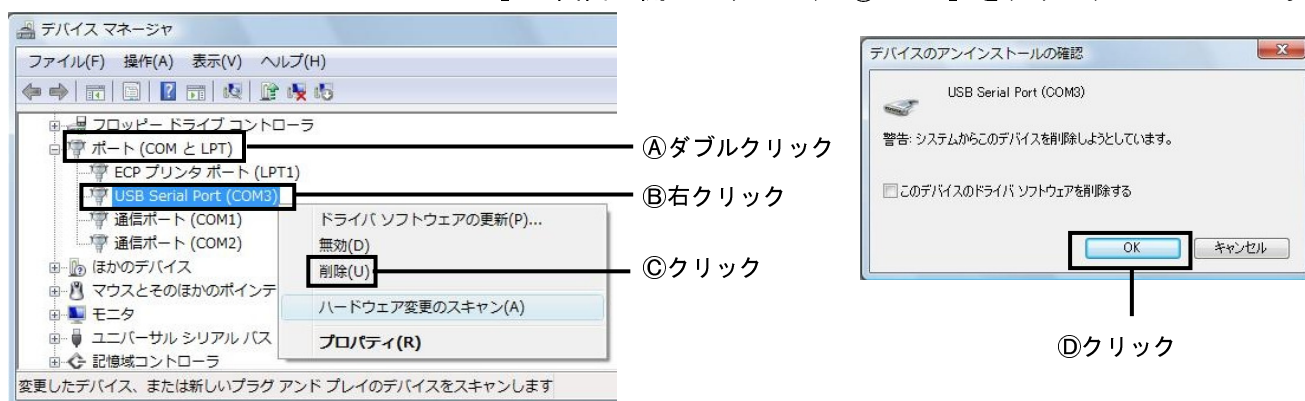 デバイス マネージャ
ファイル(F) 操作(A) 表示(V) ヘルプ(H)
フロッピー ドライブ コントローラ
ポート (COM と LPT)
ECP プリンタ ポート (LPT1)
USB Serial Port (COM3)
通信ポート (COM1)
通信ポート (COM2)
ほかのデバイス
マウスとそのほかのポインテ
モニタ
ユニバーサル シリアル バス
記憶域コントローラ
変更したデバイス、または新しいプラグ アンド プレイのデバイスをスキャンします
ドライバ ソフトウェアの更新(P)...
無効(D)
削除(U)
ハードウェア変更のスキャン(A)
プロパティ(R)
Ⓐダブルクリック
Ⓑ右クリック
Ⓒクリック
デバイスのアンインストールの確認
USB Serial Port (COM3)
警告: システムからこのデバイスを削除しようとしています。
このデバイスのドライバ ソフトウェアを削除する
OK キャンセル
Ⓓクリック